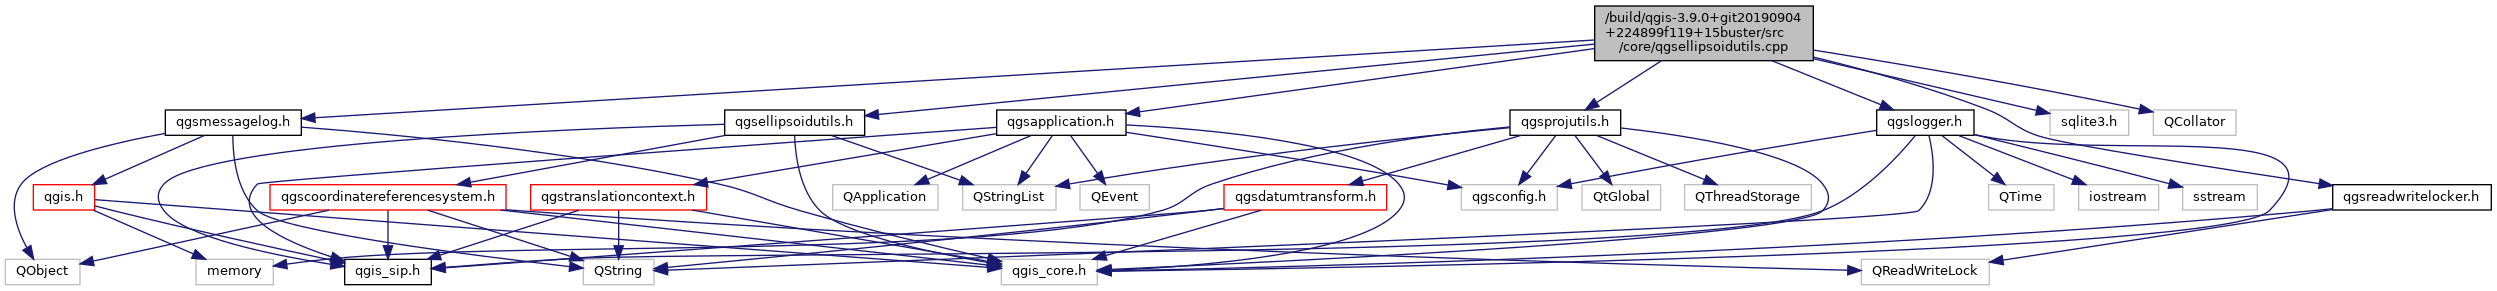 /build/qgis-3.9.0+git20190904
+224899f119+15buster/src
/core/qgsellipsoidutils.cpp
qgsmessagelog.h
qgsellipsoidutils.h
qgsapplication.h
qgsprojutils.h
qgslogger.h
sqlite3.h
QCollator
qgis.h
qgscoordinatereferencesystem.h
qgstranslationcontext.h
QApplication
QStringList
QEvent
qgsdatumtransform.h
qgsconfig.h
QtGlobal
QThreadStorage
QTime
iostream
sstream
qgsreadwritelocker.h
QObject
memory
qgis_sip.h
QString
qgis_core.h
QReadWriteLock